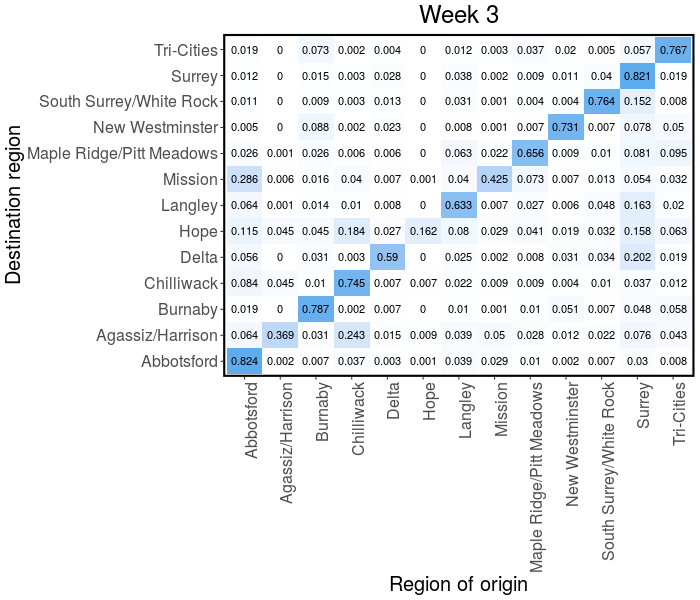 Week 3
Destination region
Tri-Cities 0.019 0 0.073 0.002 0.004 0 0.012 0.003 0.037 0.02 0.005 0.057 0.767
Surrey 0.012 0 0.015 0.003 0.028 0 0.038 0.002 0.009 0.011 0.04 0.821 0.019
South Surrey/White Rock 0.011 0 0.009 0.003 0.013 0 0.031 0.001 0.004 0.004 0.764 0.152 0.008
New Westminster 0.005 0 0.088 0.002 0.023 0 0.008 0.001 0.007 0.731 0.007 0.078 0.05
Maple Ridge/Pitt Meadows 0.026 0.001 0.026 0.006 0.006 0 0.063 0.022 0.656 0.009 0.01 0.081 0.095
Mission 0.286 0.006 0.016 0.04 0.007 0.001 0.04 0.425 0.073 0.007 0.013 0.054 0.032
Langley 0.064 0.001 0.014 0.01 0.008 0 0.633 0.007 0.027 0.006 0.048 0.163 0.02
Hope 0.115 0.045 0.045 0.184 0.027 0.162 0.08 0.029 0.041 0.019 0.032 0.158 0.063
Delta 0.056 0 0.031 0.003 0.59 0 0.025 0.002 0.008 0.031 0.034 0.202 0.019
Chilliwack 0.084 0.045 0.01 0.745 0.007 0.007 0.022 0.009 0.009 0.004 0.01 0.037 0.012
Burnaby 0.019 0 0.787 0.002 0.007 0 0.01 0.001 0.01 0.051 0.007 0.048 0.058
Agassiz/Harrison 0.064 0.369 0.031 0.243 0.015 0.009 0.039 0.05 0.028 0.012 0.022 0.076 0.043
Abbotsford 0.824 0.002 0.007 0.037 0.003 0.001 0.039 0.029 0.01 0.002 0.007 0.03 0.008
Abbotsford
Agassiz/Harrison
Burnaby
Chilliwack
Delta
Hope
Langley
Mission
Maple Ridge/Pitt Meadows
New Westminster
South Surrey/White Rock
Surrey
Tri-Cities
Region of origin